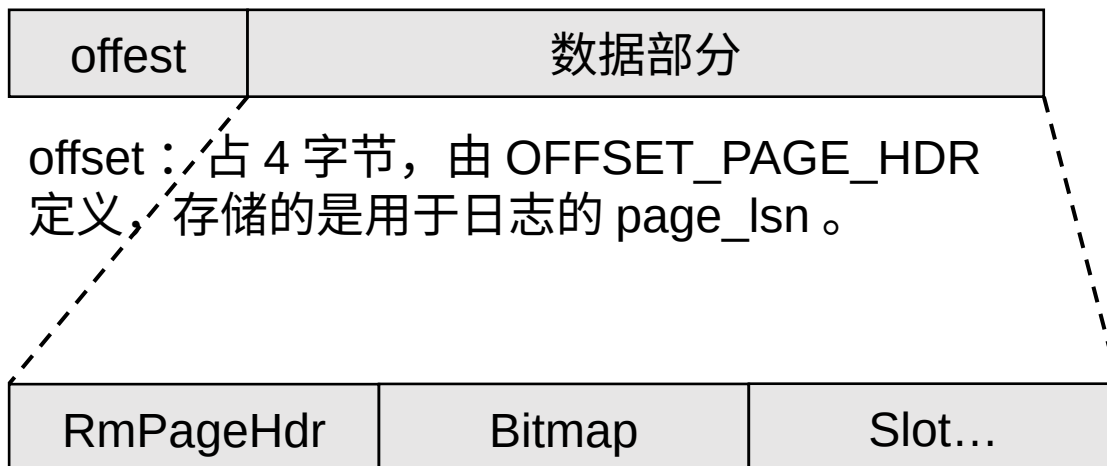 offest
数据部分
offset：占 4 字节，由 OFFSET_PAGE_HDR
定义，存储的是用于日志的 page_lsn 。
RmPageHdr
Bitmap
Slot…